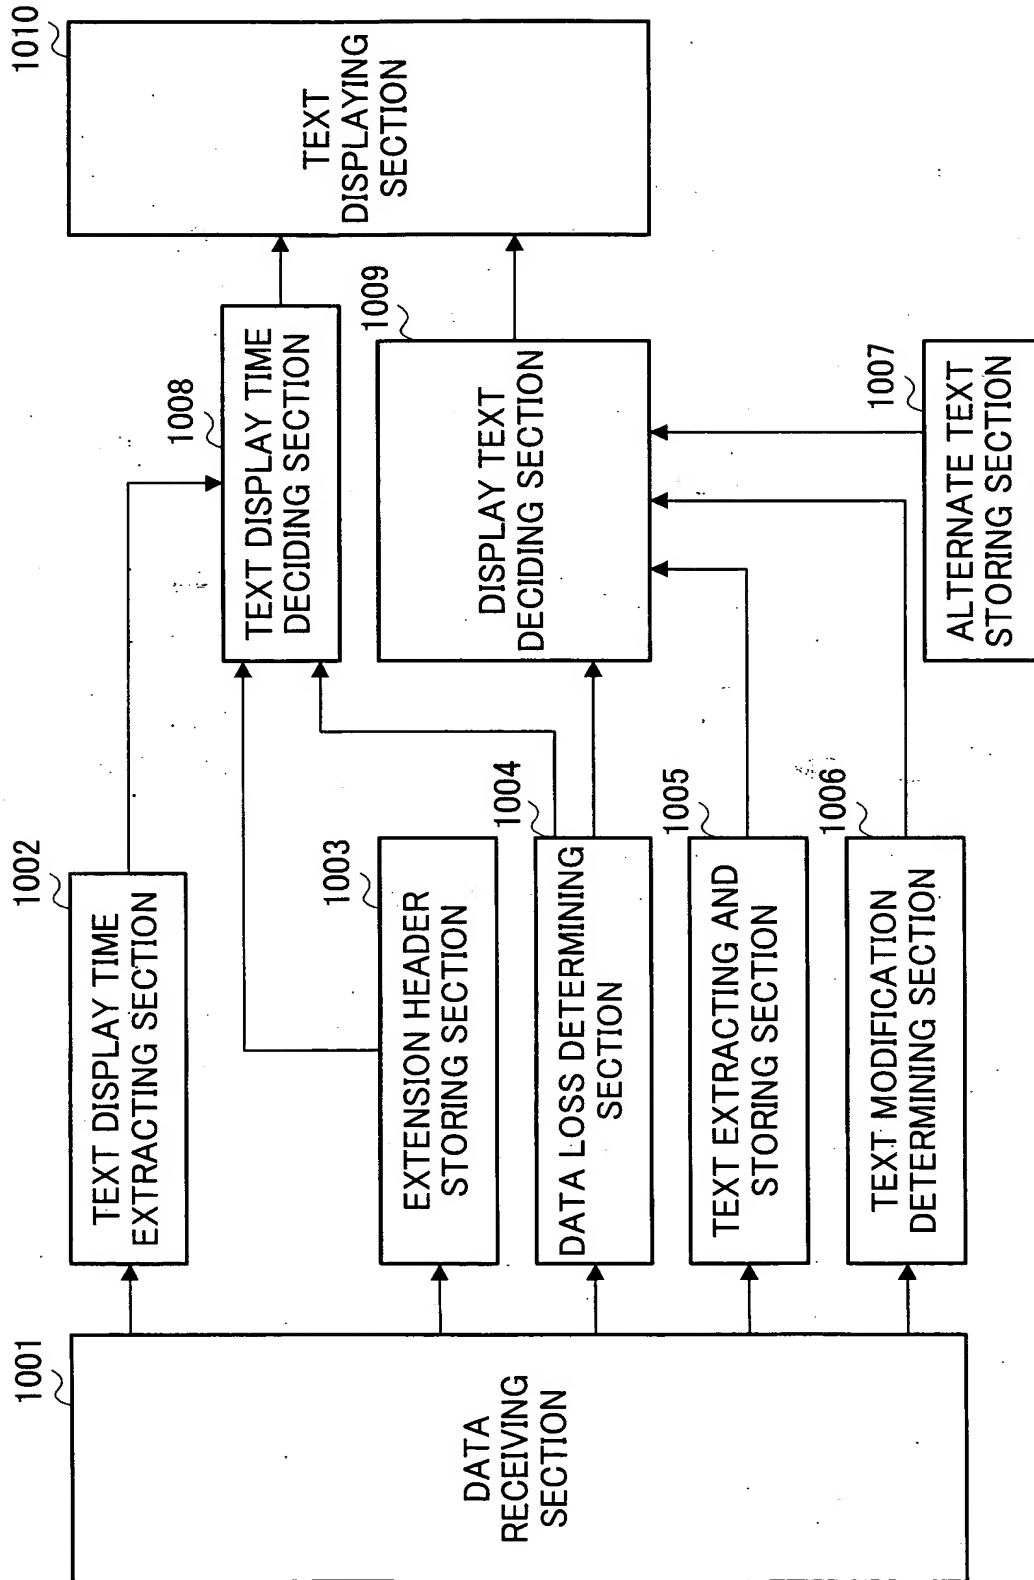 1001
DATA
RECEIVING
SECTION
1002
TEXT DISPLAY TIME
EXTRACTING SECTION
1003
EXTENSION HEADER
STORING SECTION
1004
DATA LOSS DETERMINING
SECTION
1005
TEXT EXTRACTING AND
STORING SECTION
1006
TEXT MODIFICATION
DETERMINING SECTION
1008
TEXT DISPLAY TIME
DECIDING SECTION
1009
DISPLAY TEXT
DECIDING SECTION
1007
ALTERNATE TEXT
STORING SECTION
1010
TEXT
DISPLAYING
SECTION